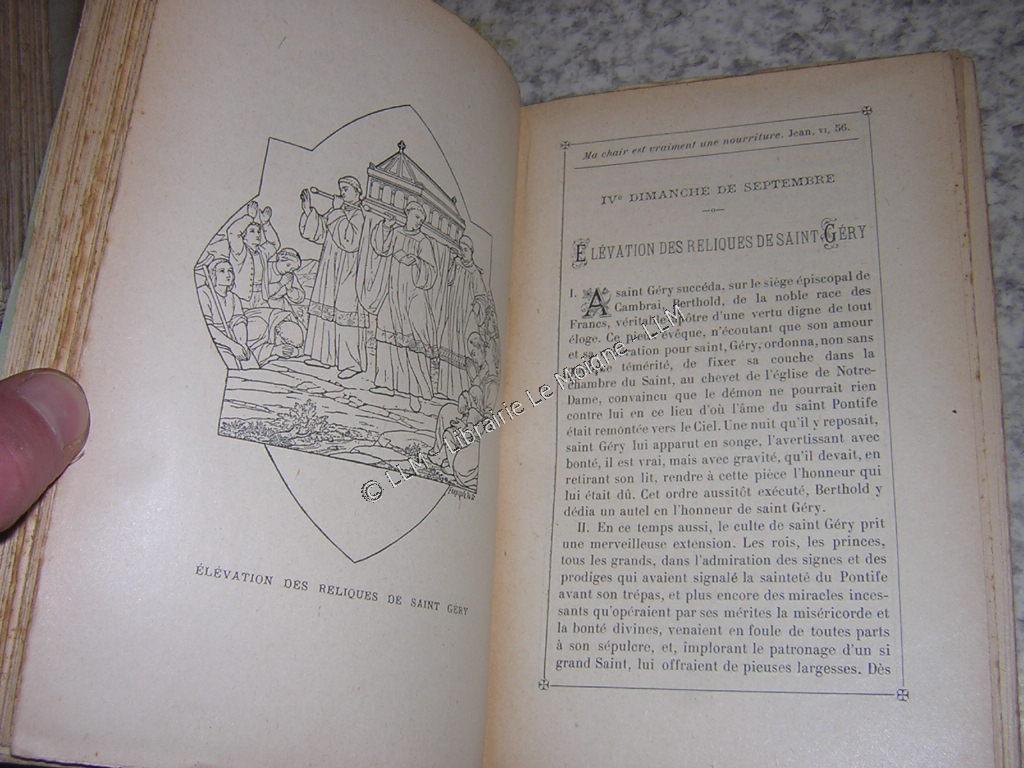 ÉLÉVATION DES RELIQUES DE SAINT GÉRY
Ma chair est vraiment une nourriture. Jean, VI, 56.
IVe DIMANCHE DE SEPTEMBRE
ÉLÉVATION DES RELIQUES DE SAINT GÉRY
I. A saint Géry succéda, sur le siège épiscopal de
Cambrai, Berthold, de la noble race des
Francs, véritable apôtre d'une vertu digne de tout
éloge. Ce pieux évêque, n'écoutant que son amour
et sa vénération pour saint, Géry, ordonna, non sans
témérité, de fixer sa couche dans la
chambre du Saint, au chevet de l'église de Notre-
Dame, convaincu que le démon ne pourrait rien
contre lui en ce lieu d'où l'âme du saint Pontife
était remontée vers le Ciel. Une nuit qu'il y reposait,
saint Géry lui apparut en songe, l'avertissant avec
bonté, il est vrai, mais avec gravité, qu'il devait, en
retirant son lit, rendre à cette pièce l'honneur qui
lui était dû. Cet ordre aussitôt exécuté, Berthold y
dédia un autel en l'honneur de saint Géry.
II. En ce temps aussi, le culte de saint Géry prit
une merveilleuse extension. Les rois, les princes,
tous les grands, dans l'admiration des signes et des
prodiges qui avaient signalé la sainteté du Pontife
avant son trépas, et plus encore des miracles inces-
sants qu'opéraient par ses mérites la miséricorde et
la bonté divines, venaient en foule de toutes parts
à son sépulcre, et, implorant le patronage d'un si
grand Saint, lui offraient de pieuses largesses. Dès
© LLM - Librairie Le Moigne - LLM